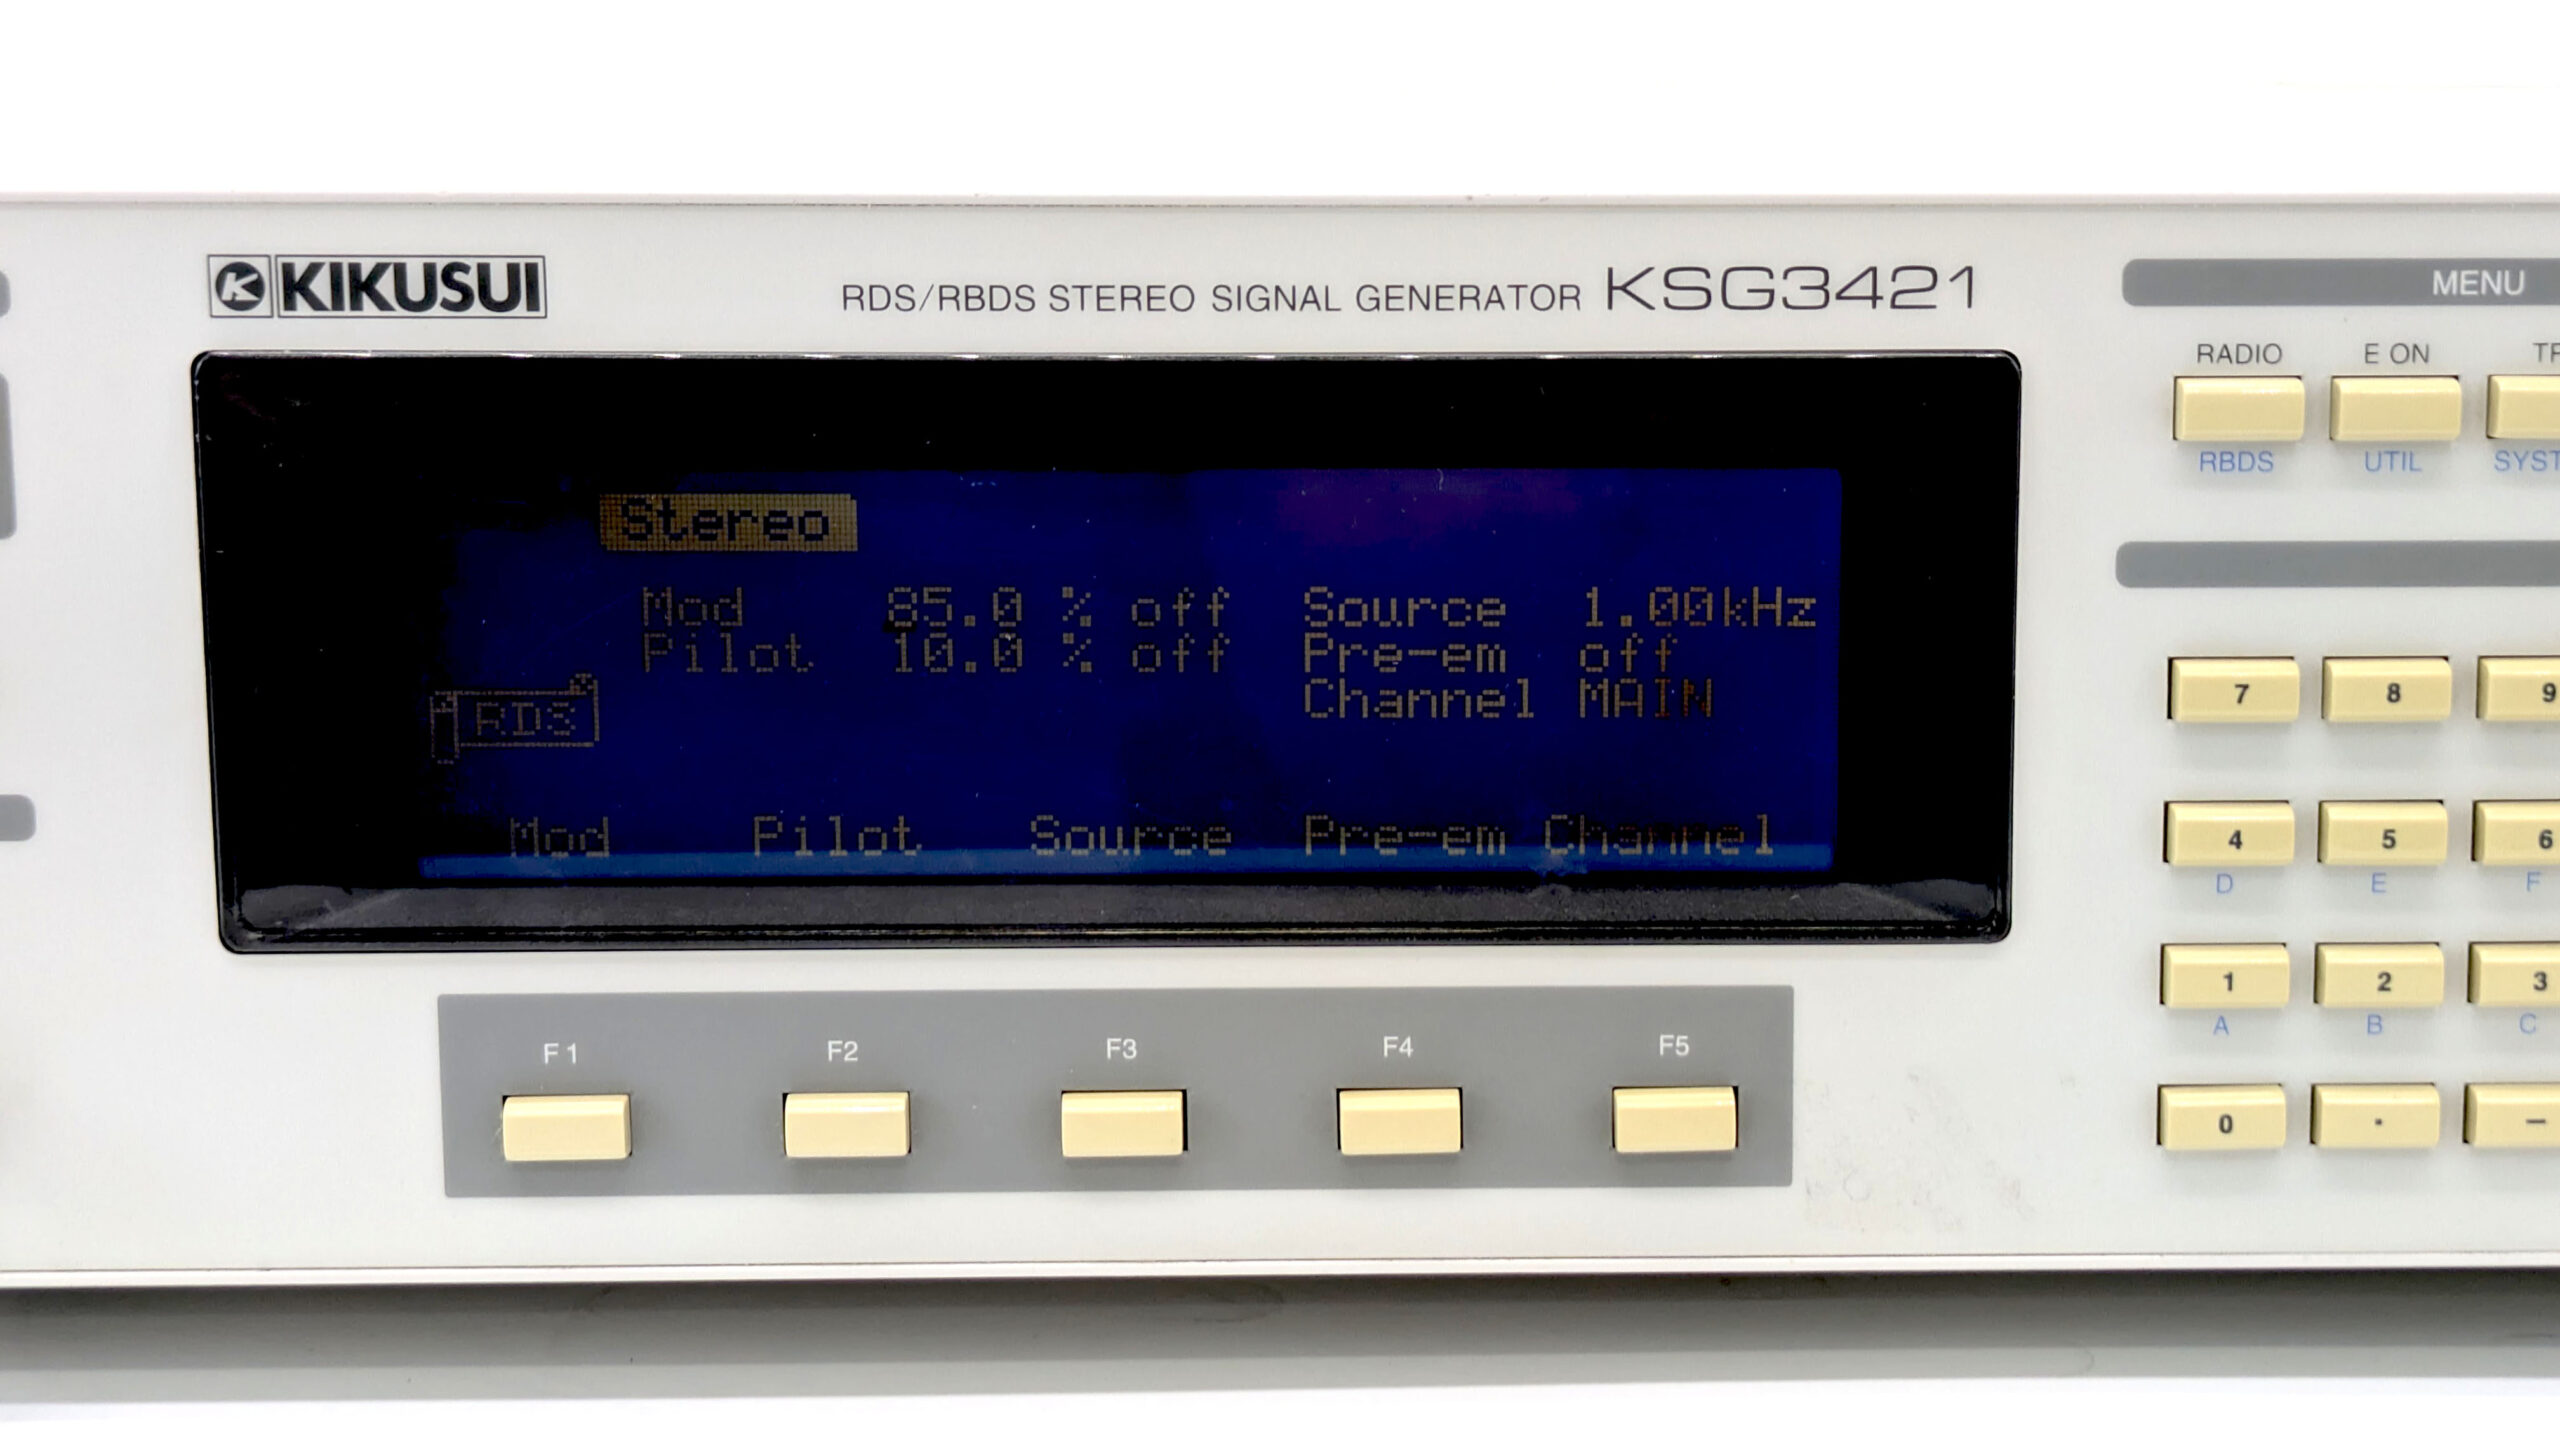 KIKUSUI
RDS/RBDS STEREO SIGNAL GENERATOR KSG3421
Stereo
Mod 85.0 % off Source 1.00kHz
Pilot 10.0 % off Pre-em off
Channel MAIN
RDS
Mod Pilot Source Pre-em Channel
F1 F2 F3 F4 F5
MENU
RADIO E ON
RBDS UTIL SYST
7 8 9
4 5 6
D E F
1 2 3
A B C
0 . −